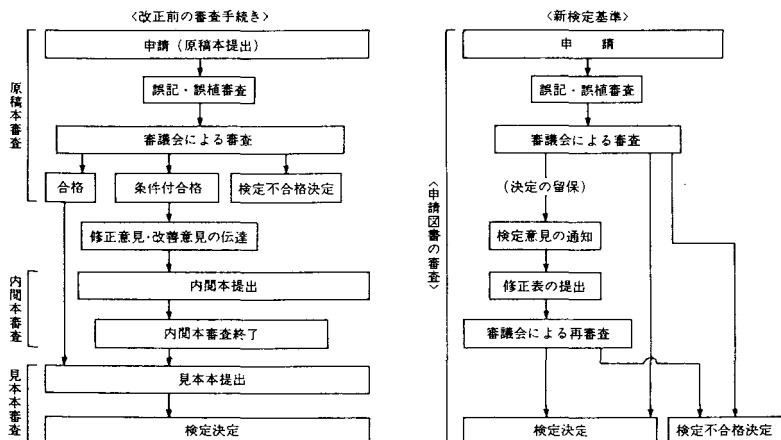 〈改正前の審査手続き〉
原稿本審査
申請（原稿本提出）
誤記・誤植審査
審議会による審査
合格
条件付合格
検定不合格決定
修正意見・改善意見の伝達
内閲本審査
内閲本提出
内閲本審査終了
見本本審査
見本本提出
検定決定
〈新検定基準〉
〈申請図書の審査〉
申　請
誤記・誤植審査
審議会による審査
(決定の留保)
検定意見の通知
修正表の提出
審議会による再審査
検定決定
検定不合格決定